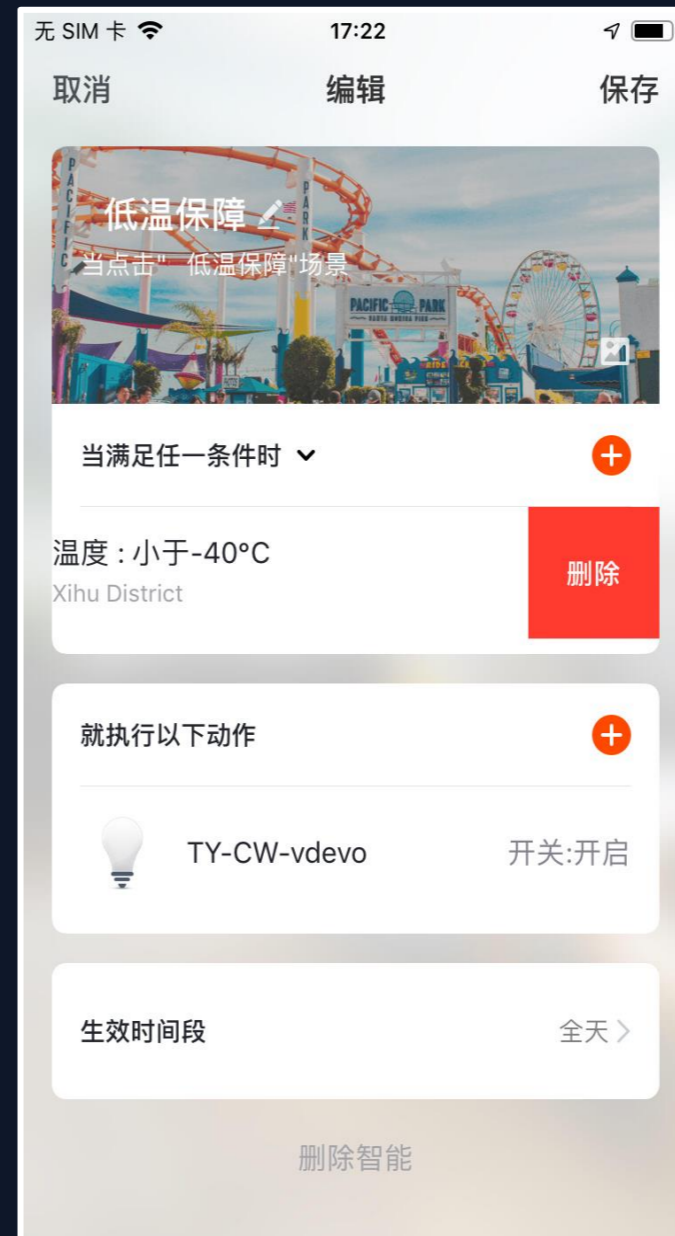 无 SIM 卡 17:22
取消 编辑 保存
低温保障
当点击" 低温保障"场景
PACIFIC
PARK
PACIFIC PARK
当满足任一条件时
温度 : 小于-40°C
Xihu District
删除
就执行以下动作
TY-CW-vdevo 开关:开启
生效时间段 全天
删除智能